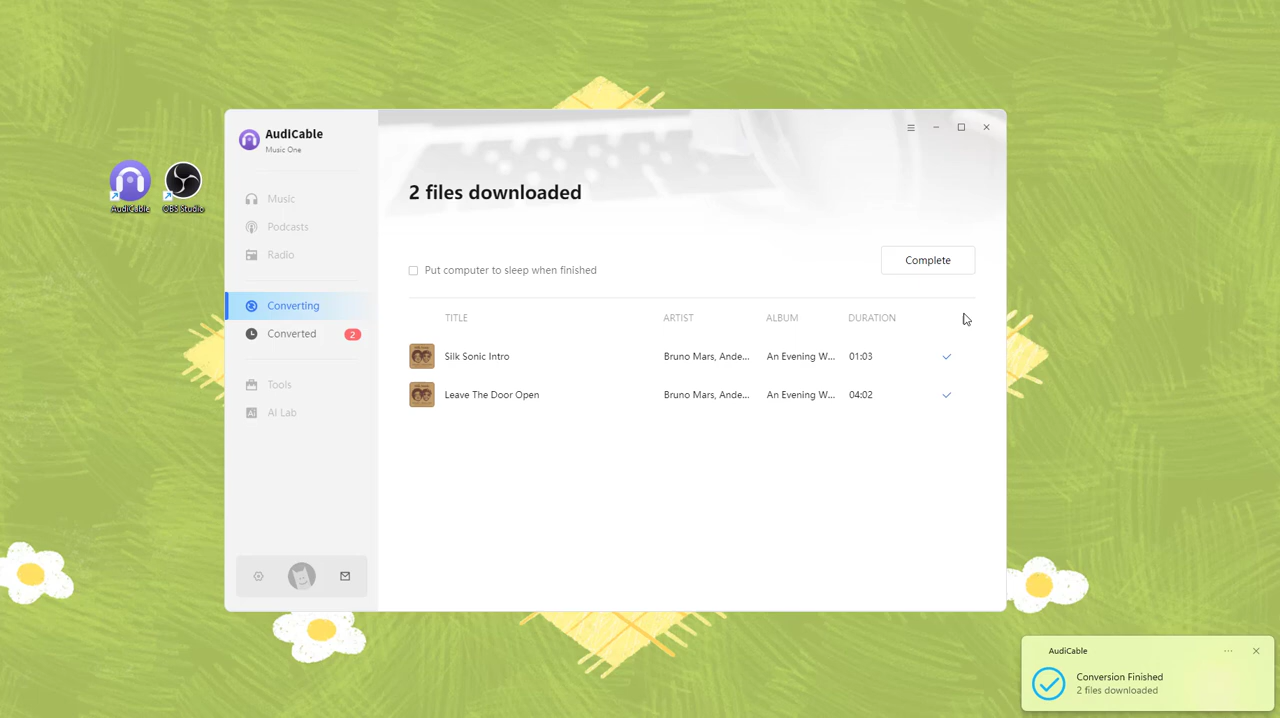 AudiCable
OBS Studio
AudiCable
Music One
Music
Podcasts
Radio
Converting
Converted 2
Tools
Ai AI Lab
2 files downloaded
Put computer to sleep when finished
Complete
TITLE ARTIST ALBUM DURATION
Silk Sonic Intro Bruno Mars, Ande... An Evening W... 01:03
Leave The Door Open Bruno Mars, Ande... An Evening W... 04:02
AudiCable
Conversion Finished
2 files downloaded